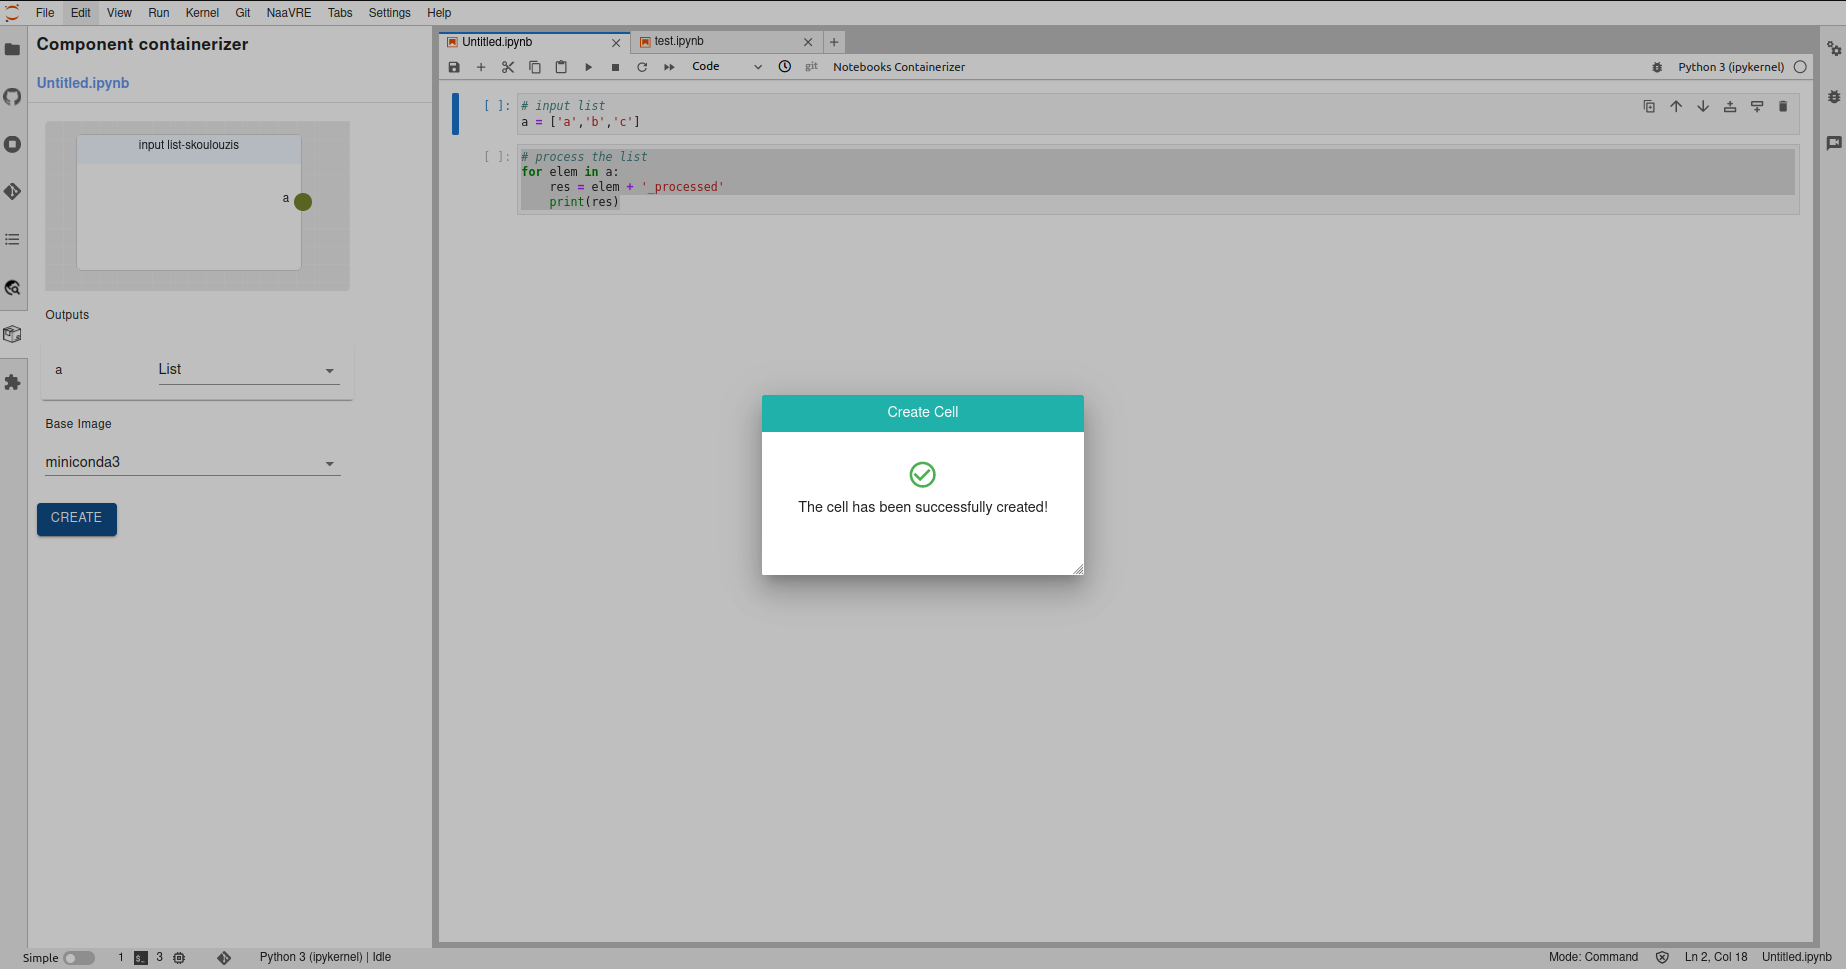 File Edit View Run Kernel Git NaaVRE Tabs Settings Help
Component containerizer
Untitled.ipynb
input list-skoulouzis
a
Outputs
a List
Base Image
miniconda3
CREATE
Untitled.ipynb test.ipynb
Code git Notebooks Containerizer Python 3 (ipykernel)
[ ]: # input list
a = ['a','b','c']
[ ]: # process the list
for elem in a:
    res = elem + '_processed'
    print(res)
Create Cell
The cell has been successfully created!
Simple 1 $_ 3 Python 3 (ipykernel) | Idle Mode: Command Ln 2, Col 18 Untitled.ipynb